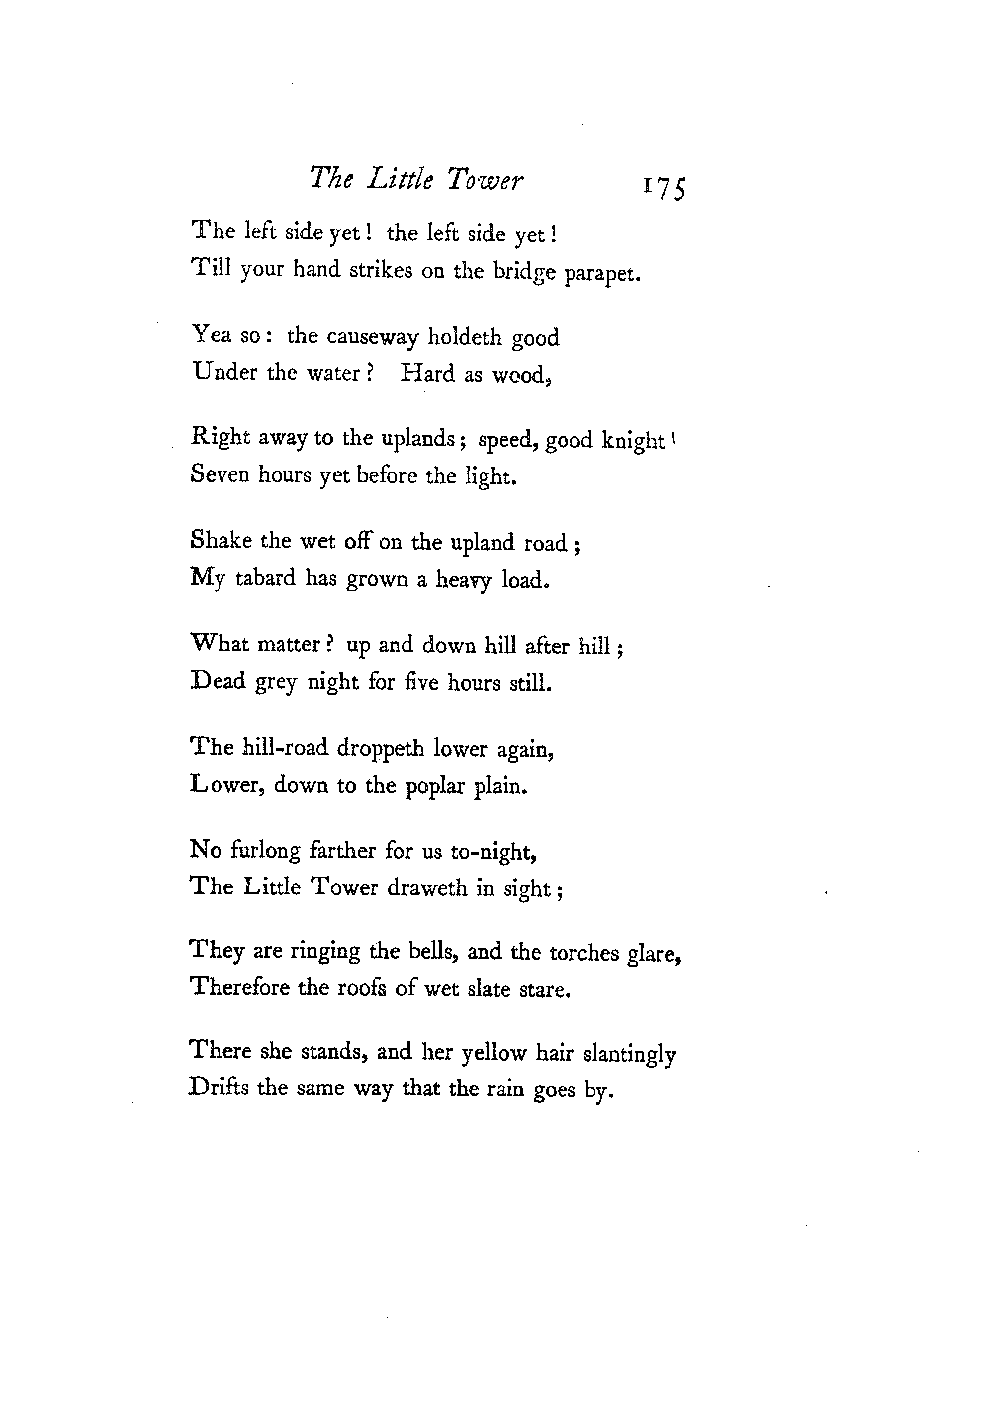 The Little Tower 175
The left side yet! the left side yet!
Till your hand strikes on the bridge parapet.
Yea so: the causeway holdeth good
Under the water? Hard as wood,
Right away to the uplands; speed, good knight!
Seven hours yet before the light.
Shake the wet off on the upland road;
My tabard has grown a heavy load.
What matter? up and down hill after hill;
Dead grey night for five hours still.
The hill-road droppeth lower again,
Lower, down to the poplar plain.
No furlong farther for us to-night,
The Little Tower draweth in sight;
They are ringing the bells, and the torches glare,
Therefore the roofs of wet slate stare.
There she stands, and her yellow hair slantingly
Drifts the same way that the rain goes by.